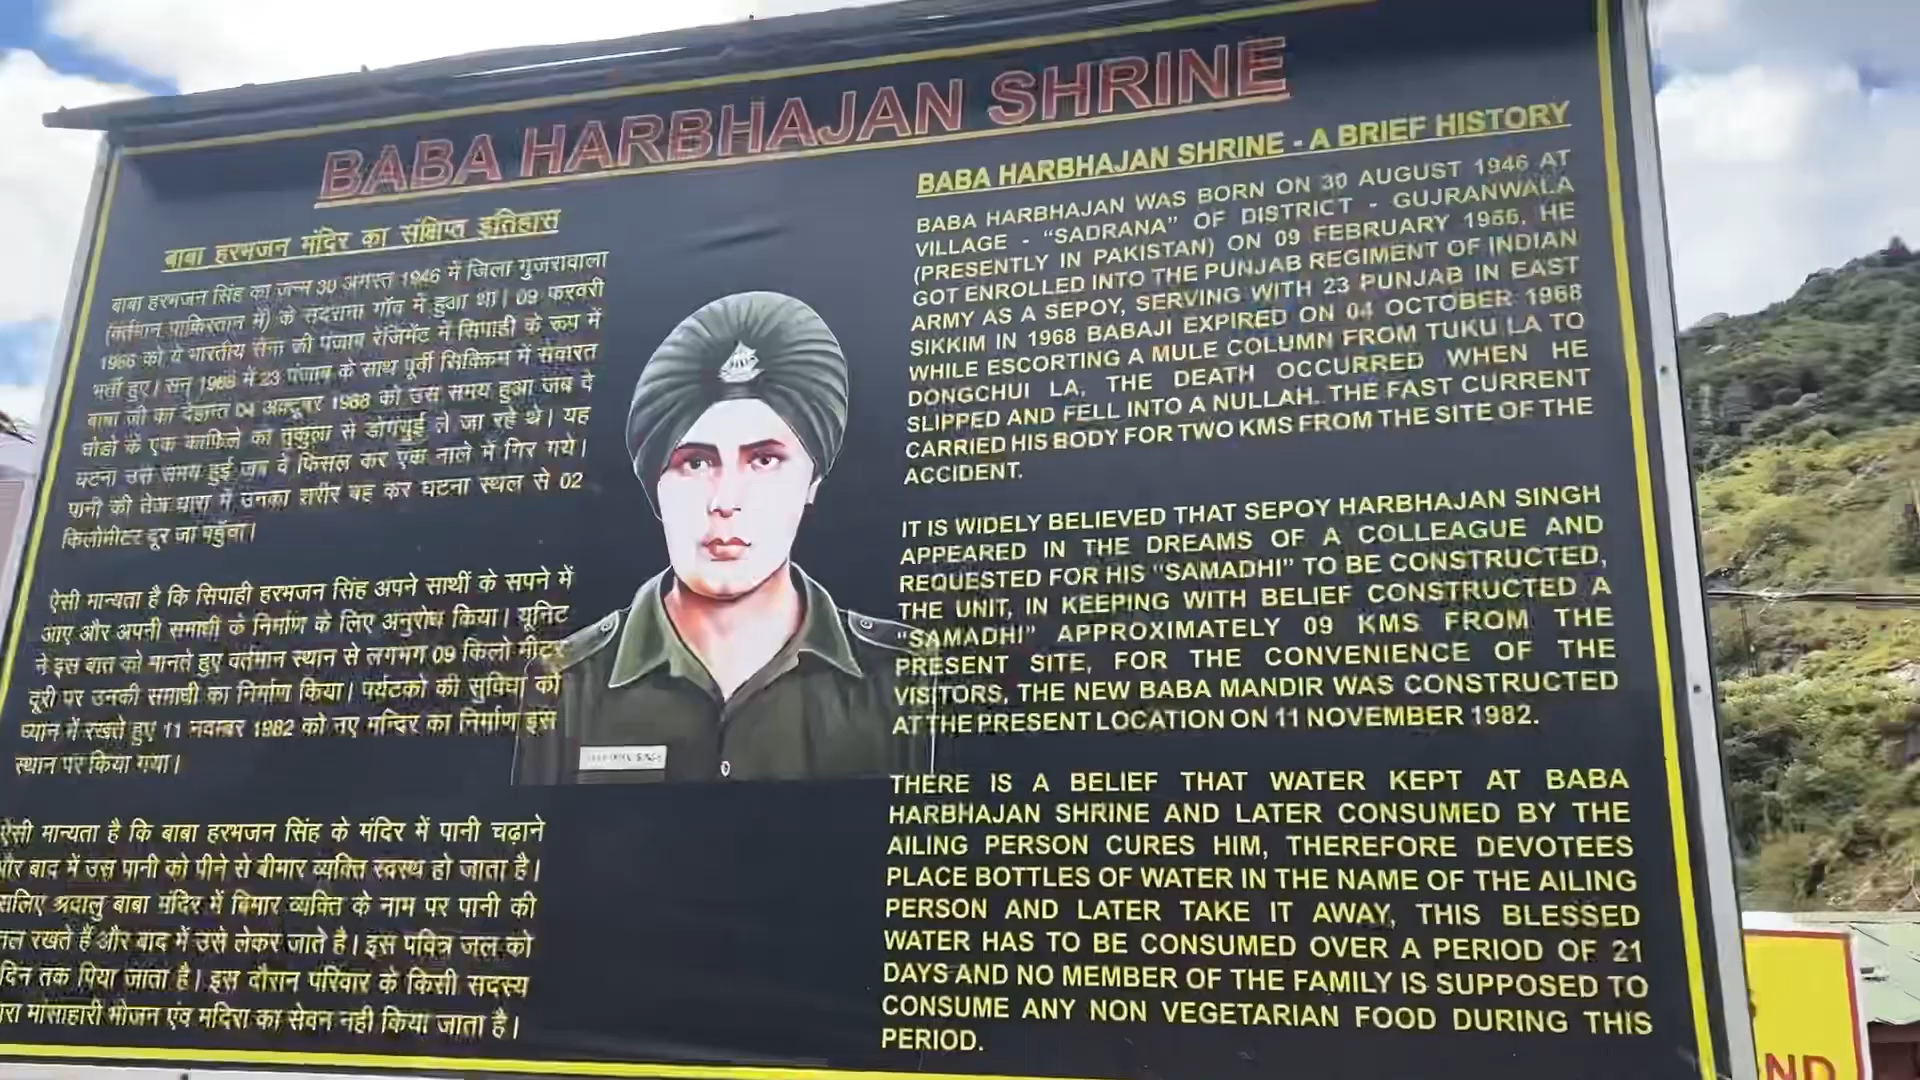 BABA HARBHAJAN SHRINE
बाबा हरभजन मंदिर का संक्षिप्त इतिहास
बाबा हरभजन सिंह का जन्म 30 अगस्त 1946 में जिला गुजरावाला
(वर्तमान पाकिस्तान में) के सदराना गाँव में हुआ था। 09 फरवरी
1966 को ये भारतीय सेना की पंजाब रेजिमेंट में सिपाही के रूप में
भर्ती हुए। सन् 1968 में 23 पंजाब के साथ पूर्वी सिक्किम में सेवारत
बाबा जी का देहान्त 04 अक्टूबर 1968 को उस समय हुआ जब वे
घोडो के एक काफिले को तुकुला से डोंगचुई ले जा रहे थे। यह
घटना उस समय हुई जब वे फिसल कर एक नाले में गिर गये।
पानी की तेज धारा में उनका शरीर बह कर घटना स्थल से 02
किलोमीटर दूर जा पहुँचा।
ऐसी मान्यता है कि सिपाही हरभजन सिंह अपने साथीं के सपने में
आए और अपनी समाधी के निर्माण के लिए अनुरोध किया। यूनिट
ने इस बात को मानते हुए वर्तमान स्थान से लगभग 09 किलो मीटर
दूरी पर उनकी समाधी का निर्माण किया। पर्यटको की सुविधा को
ध्यान में रखते हुए 11 नवम्बर 1982 को नए मन्दिर का निर्माण इस
स्थान पर किया गया।
ऐसी मान्यता है कि बाबा हरभजन सिंह के मंदिर में पानी चढ़ाने
और बाद में उस पानी को पीने से बीमार व्यक्ति स्वस्थ हो जाता है।
श्रदालु बाबा मंदिर में बिमार व्यक्ति के नाम पर पानी की
रखते हैं और बाद में उसे लेकर जाते है। इस पवित्र जल को
दिन तक पिया जाता है। इस दौरान परिवार के किसी सदस्य
मांसाहारी भोजन एंव मदिरा का सेवन नही किया जाता है।
BABA HARBHAJAN SHRINE - A BRIEF HISTORY
BABA HARBHAJAN WAS BORN ON 30 AUGUST 1946 AT
VILLAGE - "SADRANA" OF DISTRICT - GUJRANWALA
(PRESENTLY IN PAKISTAN) ON 09 FEBRUARY 1966, HE
GOT ENROLLED INTO THE PUNJAB REGIMENT OF INDIAN
ARMY AS A SEPOY, SERVING WITH 23 PUNJAB IN EAST
SIKKIM IN 1968 BABAJI EXPIRED ON 04 OCTOBER 1968
WHILE ESCORTING A MULE COLUMN FROM TUKU LA TO
DONGCHUI LA, THE DEATH OCCURRED WHEN HE
SLIPPED AND FELL INTO A NULLAH. THE FAST CURRENT
CARRIED HIS BODY FOR TWO KMS FROM THE SITE OF THE
ACCIDENT.
IT IS WIDELY BELIEVED THAT SEPOY HARBHAJAN SINGH
APPEARED IN THE DREAMS OF A COLLEAGUE AND
REQUESTED FOR HIS "SAMADHI" TO BE CONSTRUCTED,
THE UNIT, IN KEEPING WITH BELIEF CONSTRUCTED A
"SAMADHI" APPROXIMATELY 09 KMS FROM THE
PRESENT SITE, FOR THE CONVENIENCE OF THE
VISITORS, THE NEW BABA MANDIR WAS CONSTRUCTED
AT THE PRESENT LOCATION ON 11 NOVEMBER 1982.
THERE IS A BELIEF THAT WATER KEPT AT BABA
HARBHAJAN SHRINE AND LATER CONSUMED BY THE
AILING PERSON CURES HIM, THEREFORE DEVOTEES
PLACE BOTTLES OF WATER IN THE NAME OF THE AILING
PERSON AND LATER TAKE IT AWAY, THIS BLESSED
WATER HAS TO BE CONSUMED OVER A PERIOD OF 21
DAYS AND NO MEMBER OF THE FAMILY IS SUPPOSED TO
CONSUME ANY NON VEGETARIAN FOOD DURING THIS
PERIOD.